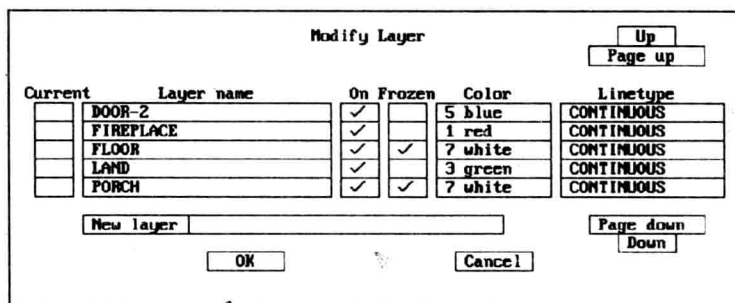 Modify Layer Up
Page up
Current Layer name On Frozen Color Linetype
DOOR-2 ✓ 5 blue CONTINUOUS
FIREPLACE ✓ 1 red CONTINUOUS
FLOOR ✓ ✓ 7 white CONTINUOUS
LAND ✓ 3 green CONTINUOUS
PORCH ✓ ✓ 7 white CONTINUOUS
New layer Page down
Down
OK Cancel